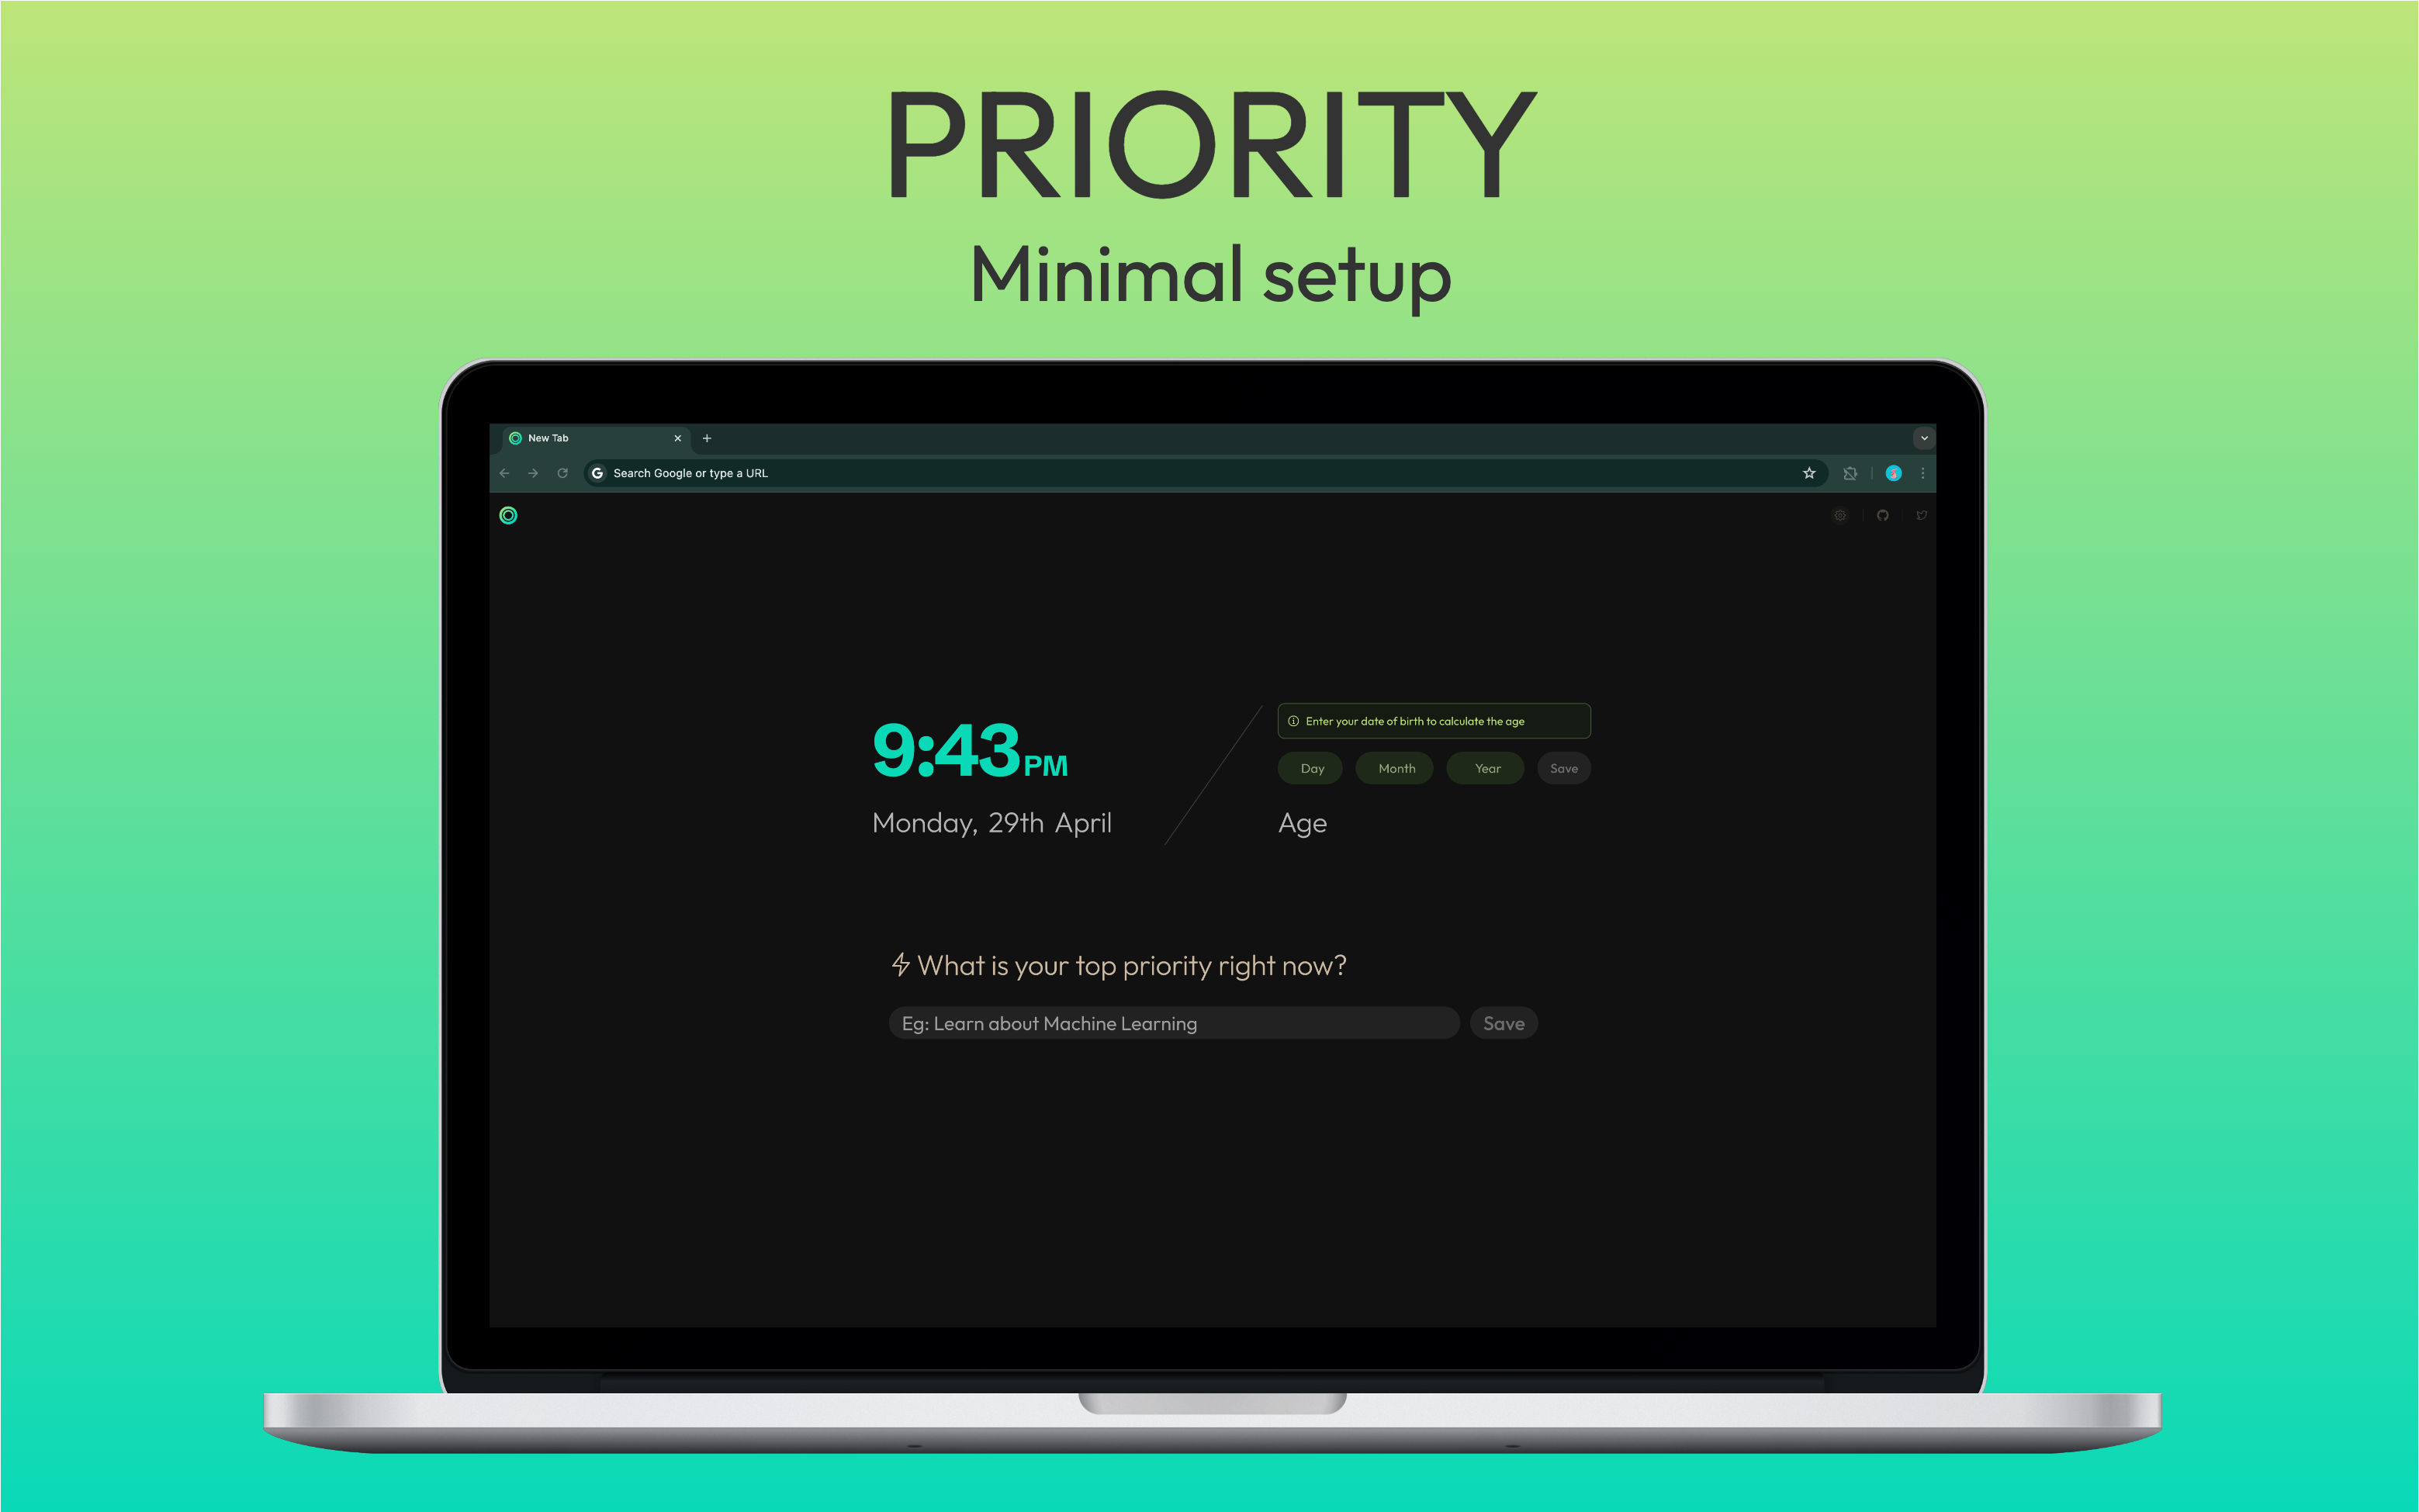 PRIORITY
Minimal setup
New Tab
Search Google or type a URL
9:43 PM
Monday, 29th April
Enter your date of birth to calculate the age
Day Month Year Save
Age
What is your top priority right now?
Eg: Learn about Machine Learning Save